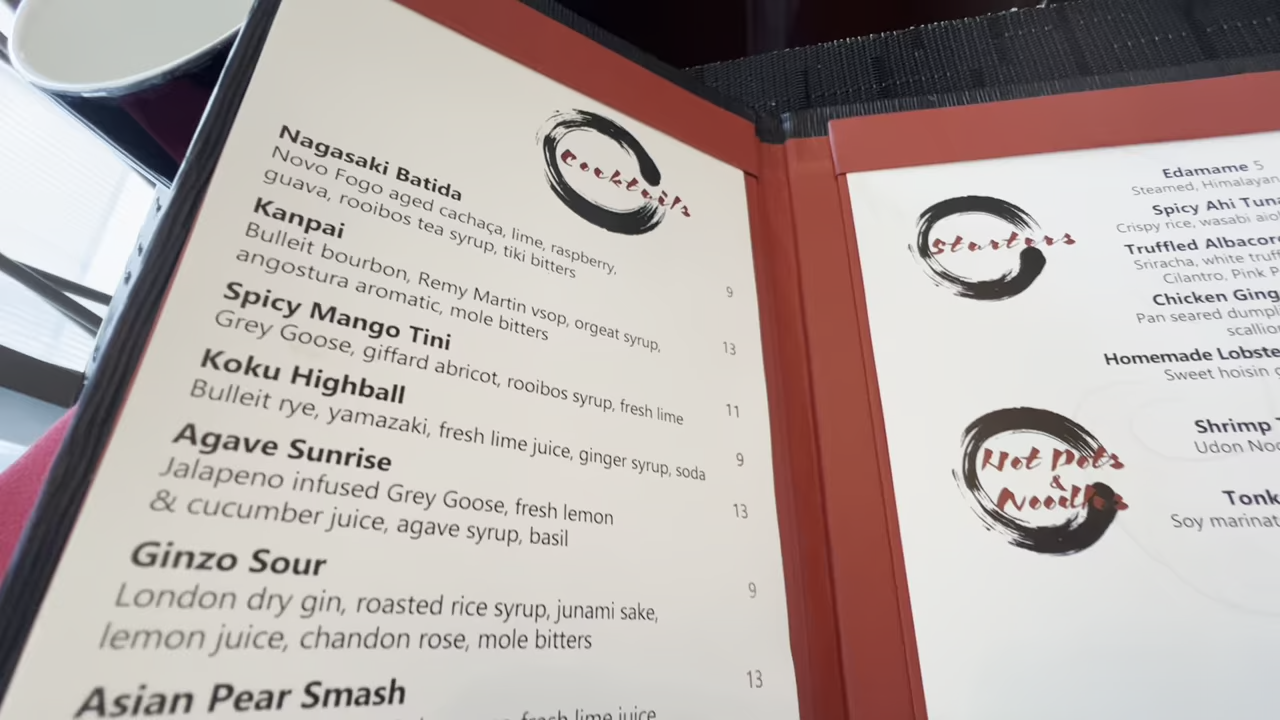 Cocktails
Nagasaki Batida
Novo Fogo aged cachaça, lime, raspberry,
guava, rooibos tea syrup, tiki bitters
9
Kanpai
Bulleit bourbon, Remy Martin vsop, orgeat syrup,
angostura aromatic, mole bitters
13
Spicy Mango Tini
Grey Goose, giffard abricot, rooibos syrup, fresh lime
11
Koku Highball
Bulleit rye, yamazaki, fresh lime juice, ginger syrup, soda
9
Agave Sunrise
Jalapeno infused Grey Goose, fresh lemon
& cucumber juice, agave syrup, basil
13
Ginzo Sour
London dry gin, roasted rice syrup, junami sake,
lemon juice, chandon rose, mole bitters
9
Asian Pear Smash
fresh lime juice
13
Starters
Edamame 5
Steamed, Himalayan
Spicy Ahi Tuna
Crispy rice, wasabi aio
Truffled Albacor
Sriracha, white truff
Cilantro, Pink P
Chicken Ging
Pan seared dumpl
scallio
Homemade Lobste
Sweet hoisin g
Hot Pots
&
Noodles
Shrimp
Udon Noo
Tonk
Soy marinat